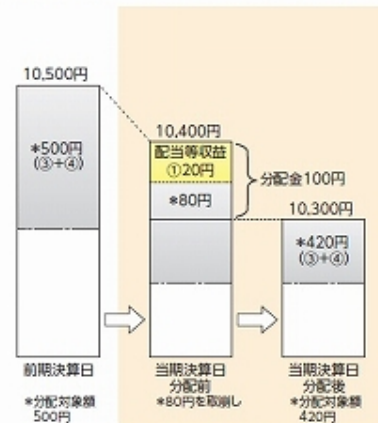 10,500円
*500円
(③+④)
10,400円
配当等収益
①20円
*80円
分配金100円
10,300円
*420円
(③+④)
前期決算日
*分配対象額
500円
当期決算日
分配前
*80円を取崩し
当期決算日
分配後
*分配対象額
420円